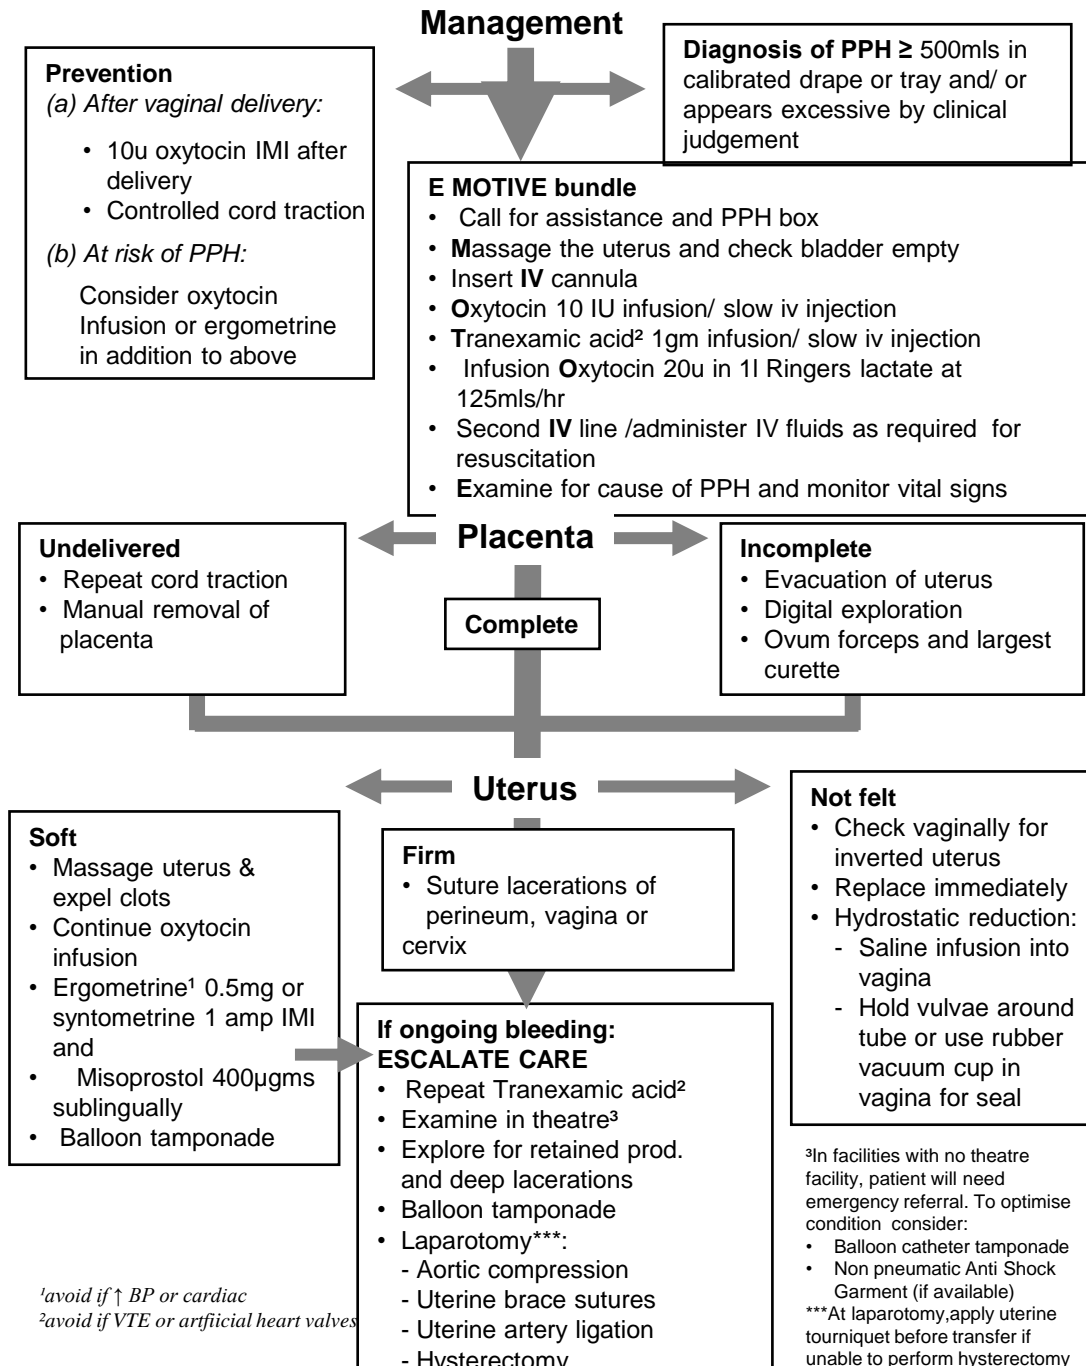 Management
Prevention
(a) After vaginal delivery:
• 10u oxytocin IMI after
delivery
• Controlled cord traction
(b) At risk of PPH:
Consider oxytocin
Infusion or ergometrine
in addition to above
Diagnosis of PPH ≥ 500mls in
calibrated drape or tray and/ or
appears excessive by clinical
judgement
E MOTIVE bundle
• Call for assistance and PPH box
• Massage the uterus and check bladder empty
• Insert IV cannula
• Oxytocin 10 IU infusion/ slow iv injection
• Tranexamic acid² 1gm infusion/ slow iv injection
• Infusion Oxytocin 20u in 1l Ringers lactate at
125mls/hr
• Second IV line /administer IV fluids as required for
resuscitation
• Examine for cause of PPH and monitor vital signs
Placenta
Undelivered
• Repeat cord traction
• Manual removal of
placenta
Complete
Incomplete
• Evacuation of uterus
• Digital exploration
• Ovum forceps and largest
curette
Uterus
Soft
• Massage uterus &
expel clots
• Continue oxytocin
infusion
• Ergometrine¹ 0.5mg or
syntometrine 1 amp IMI
and
• Misoprostol 400µgms
sublingually
• Balloon tamponade
Firm
• Suture lacerations of
perineum, vagina or
cervix
Not felt
• Check vaginally for
inverted uterus
• Replace immediately
• Hydrostatic reduction:
- Saline infusion into
vagina
- Hold vulvae around
tube or use rubber
vacuum cup in
vagina for seal
If ongoing bleeding:
ESCALATE CARE
• Repeat Tranexamic acid²
• Examine in theatre³
• Explore for retained prod.
and deep lacerations
• Balloon tamponade
• Laparotomy***:
- Aortic compression
- Uterine brace sutures
- Uterine artery ligation
- Hysterectomy
¹avoid if ↑ BP or cardiac
²avoid if VTE or artfiicial heart valves
³In facilities with no theatre
facility, patient will need
emergency referral. To optimise
condition consider:
• Balloon catheter tamponade
• Non pneumatic Anti Shock
Garment (if available)
***At laparotomy,apply uterine
tourniquet before transfer if
unable to perform hysterectomy